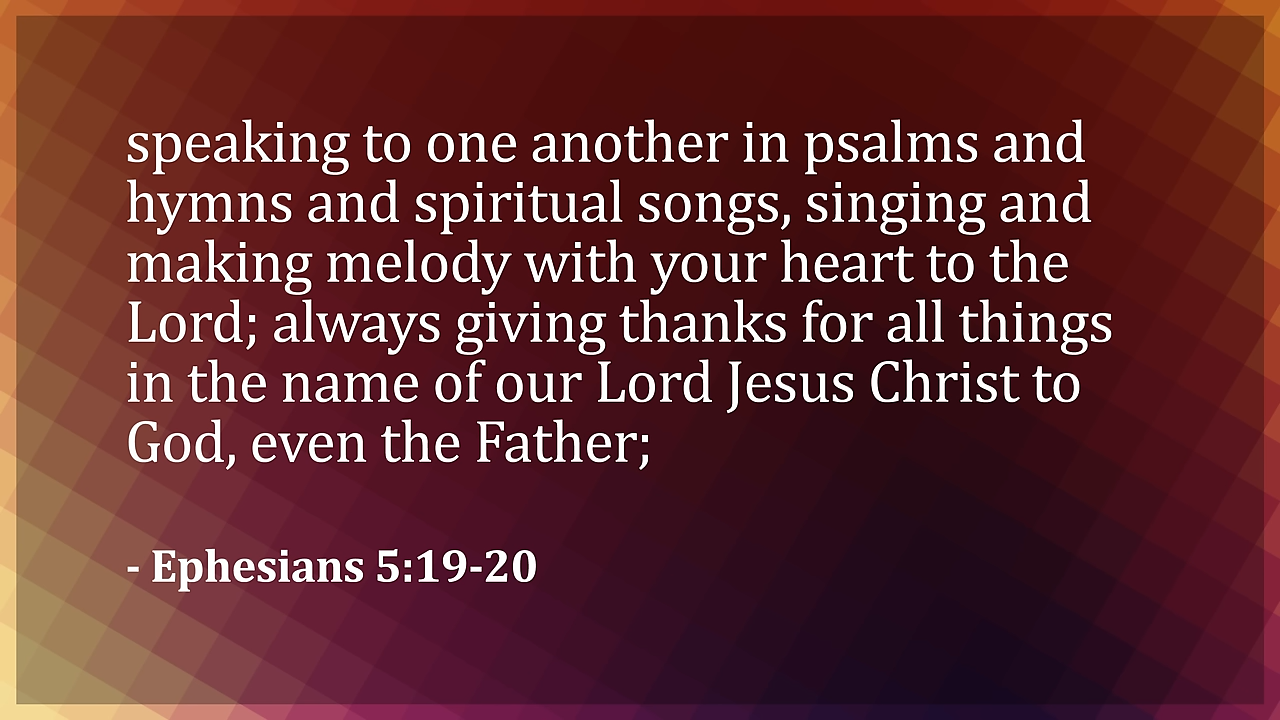 speaking to one another in psalms and
hymns and spiritual songs, singing and
making melody with your heart to the
Lord; always giving thanks for all things
in the name of our Lord Jesus Christ to
God, even the Father;
- Ephesians 5:19-20